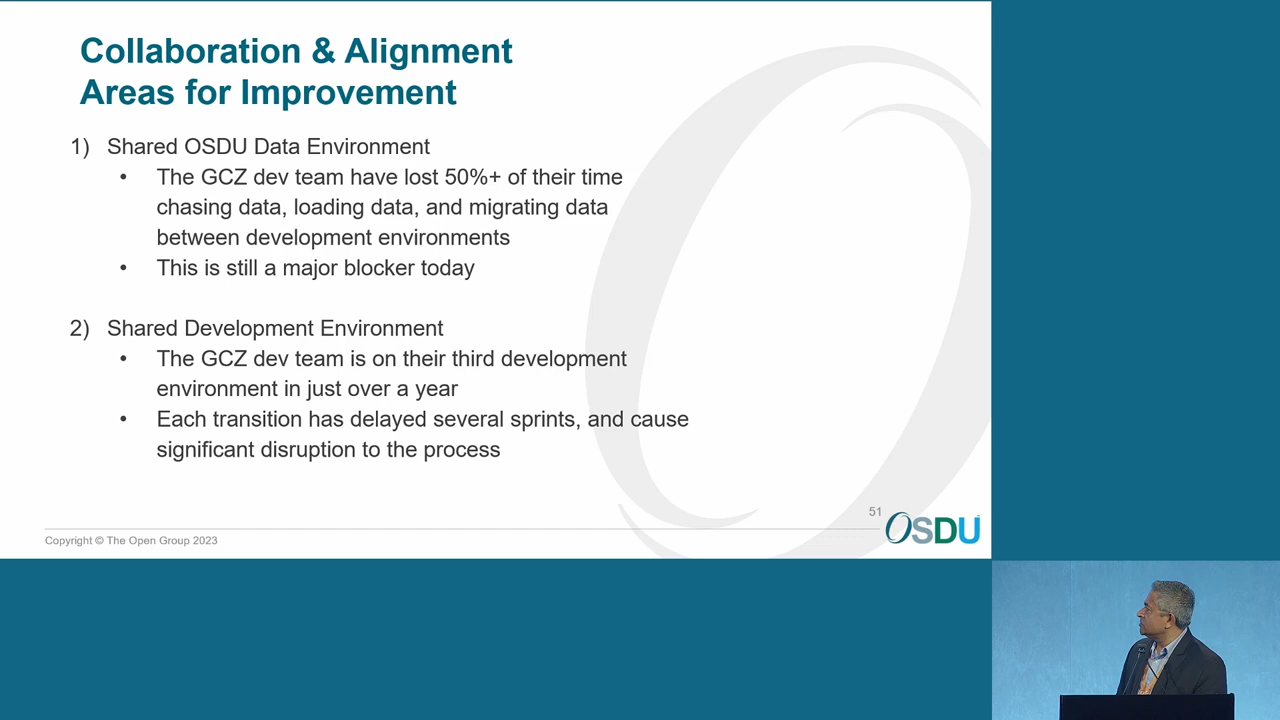 Collaboration & Alignment
Areas for Improvement
1) Shared OSDU Data Environment
• The GCZ dev team have lost 50%+ of their time
chasing data, loading data, and migrating data
between development environments
• This is still a major blocker today
2) Shared Development Environment
• The GCZ dev team is on their third development
environment in just over a year
• Each transition has delayed several sprints, and cause
significant disruption to the process
51
OSDU
Copyright © The Open Group 2023